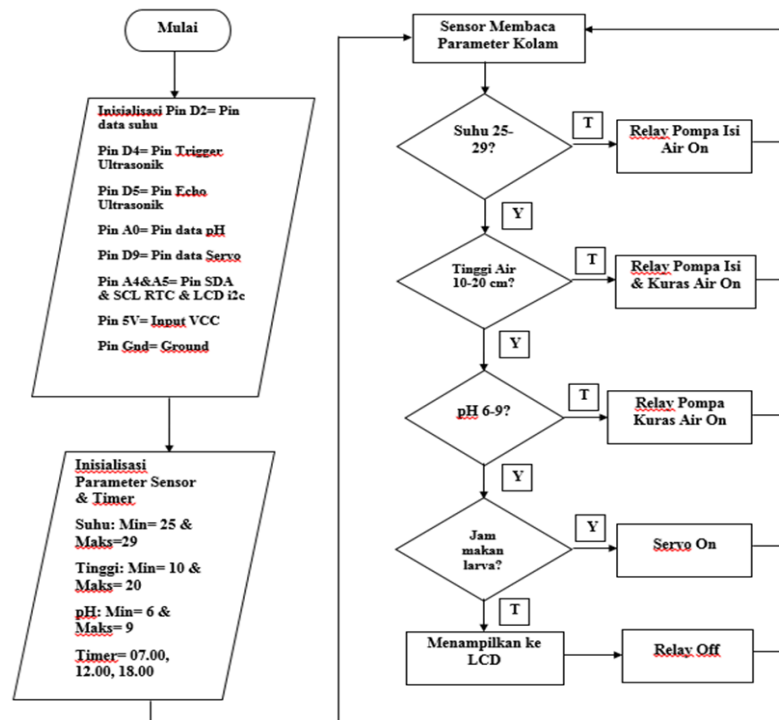 Mulai
Inisialisasi Pin D2= Pin
data suhu
Pin D4= Pin Trigger
Ultrasonik
Pin D5= Pin Echo
Ultrasonik
Pin A0= Pin data pH
Pin D9= Pin data Servo
Pin A4&A5= Pin SDA
& SCL RTC & LCD i2c
Pin 5V= Input VCC
Pin Gnd= Ground
Inisialisasi
Parameter Sensor
& Timer
Suhu: Min= 25 &
Maks=29
Tinggi: Min= 10 &
Maks= 20
pH: Min= 6 &
Maks= 9
Timer= 07.00,
12.00, 18.00
Sensor Membaca
Parameter Kolam
Suhu 25-
29?
T
Relay Pompa Isi
Air On
Y
Tinggi Air
10-20 cm?
T
Relay Pompa Isi
& Kuras Air On
Y
pH 6-9?
T
Relay Pompa
Kuras Air On
Y
Jam
makan
larva?
Y
Servo On
T
Menampilkan ke
LCD
Relay Off